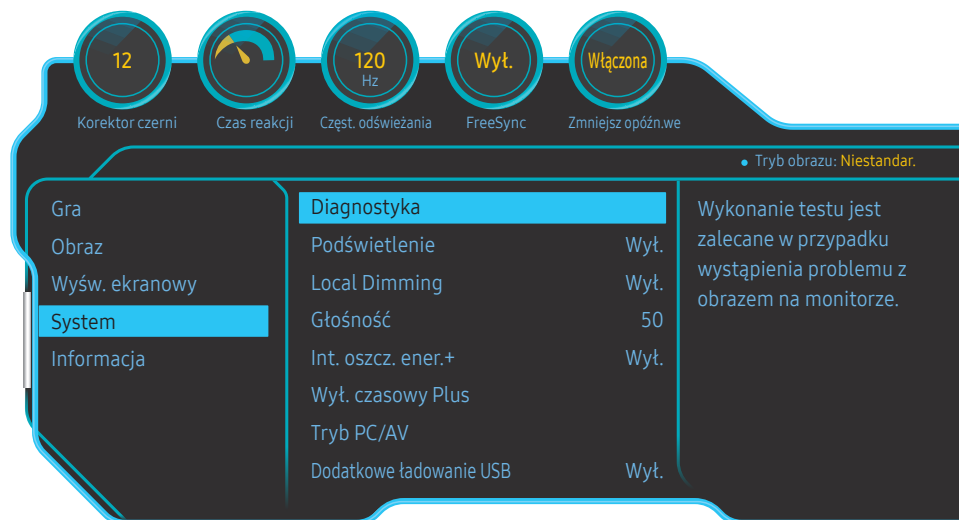 12
120
Hz
Wył.
Włączona
Korektor czerni
Czas reakcji
Częst. odświeżania
FreeSync
Zmniejsz opóźn.we
Tryb obrazu: Niestandar.
Gra
Obraz
Wyśw. ekranowy
System
Informacja
Diagnostyka
Podświetlenie Wył.
Local Dimming Wył.
Głośność 50
Int. oszcz. ener.+ Wył.
Wył. czasowy Plus
Tryb PC/AV
Dodatkowe ładowanie USB Wył.
Wykonanie testu jest
zalecane w przypadku
wystąpienia problemu z
obrazem na monitorze.